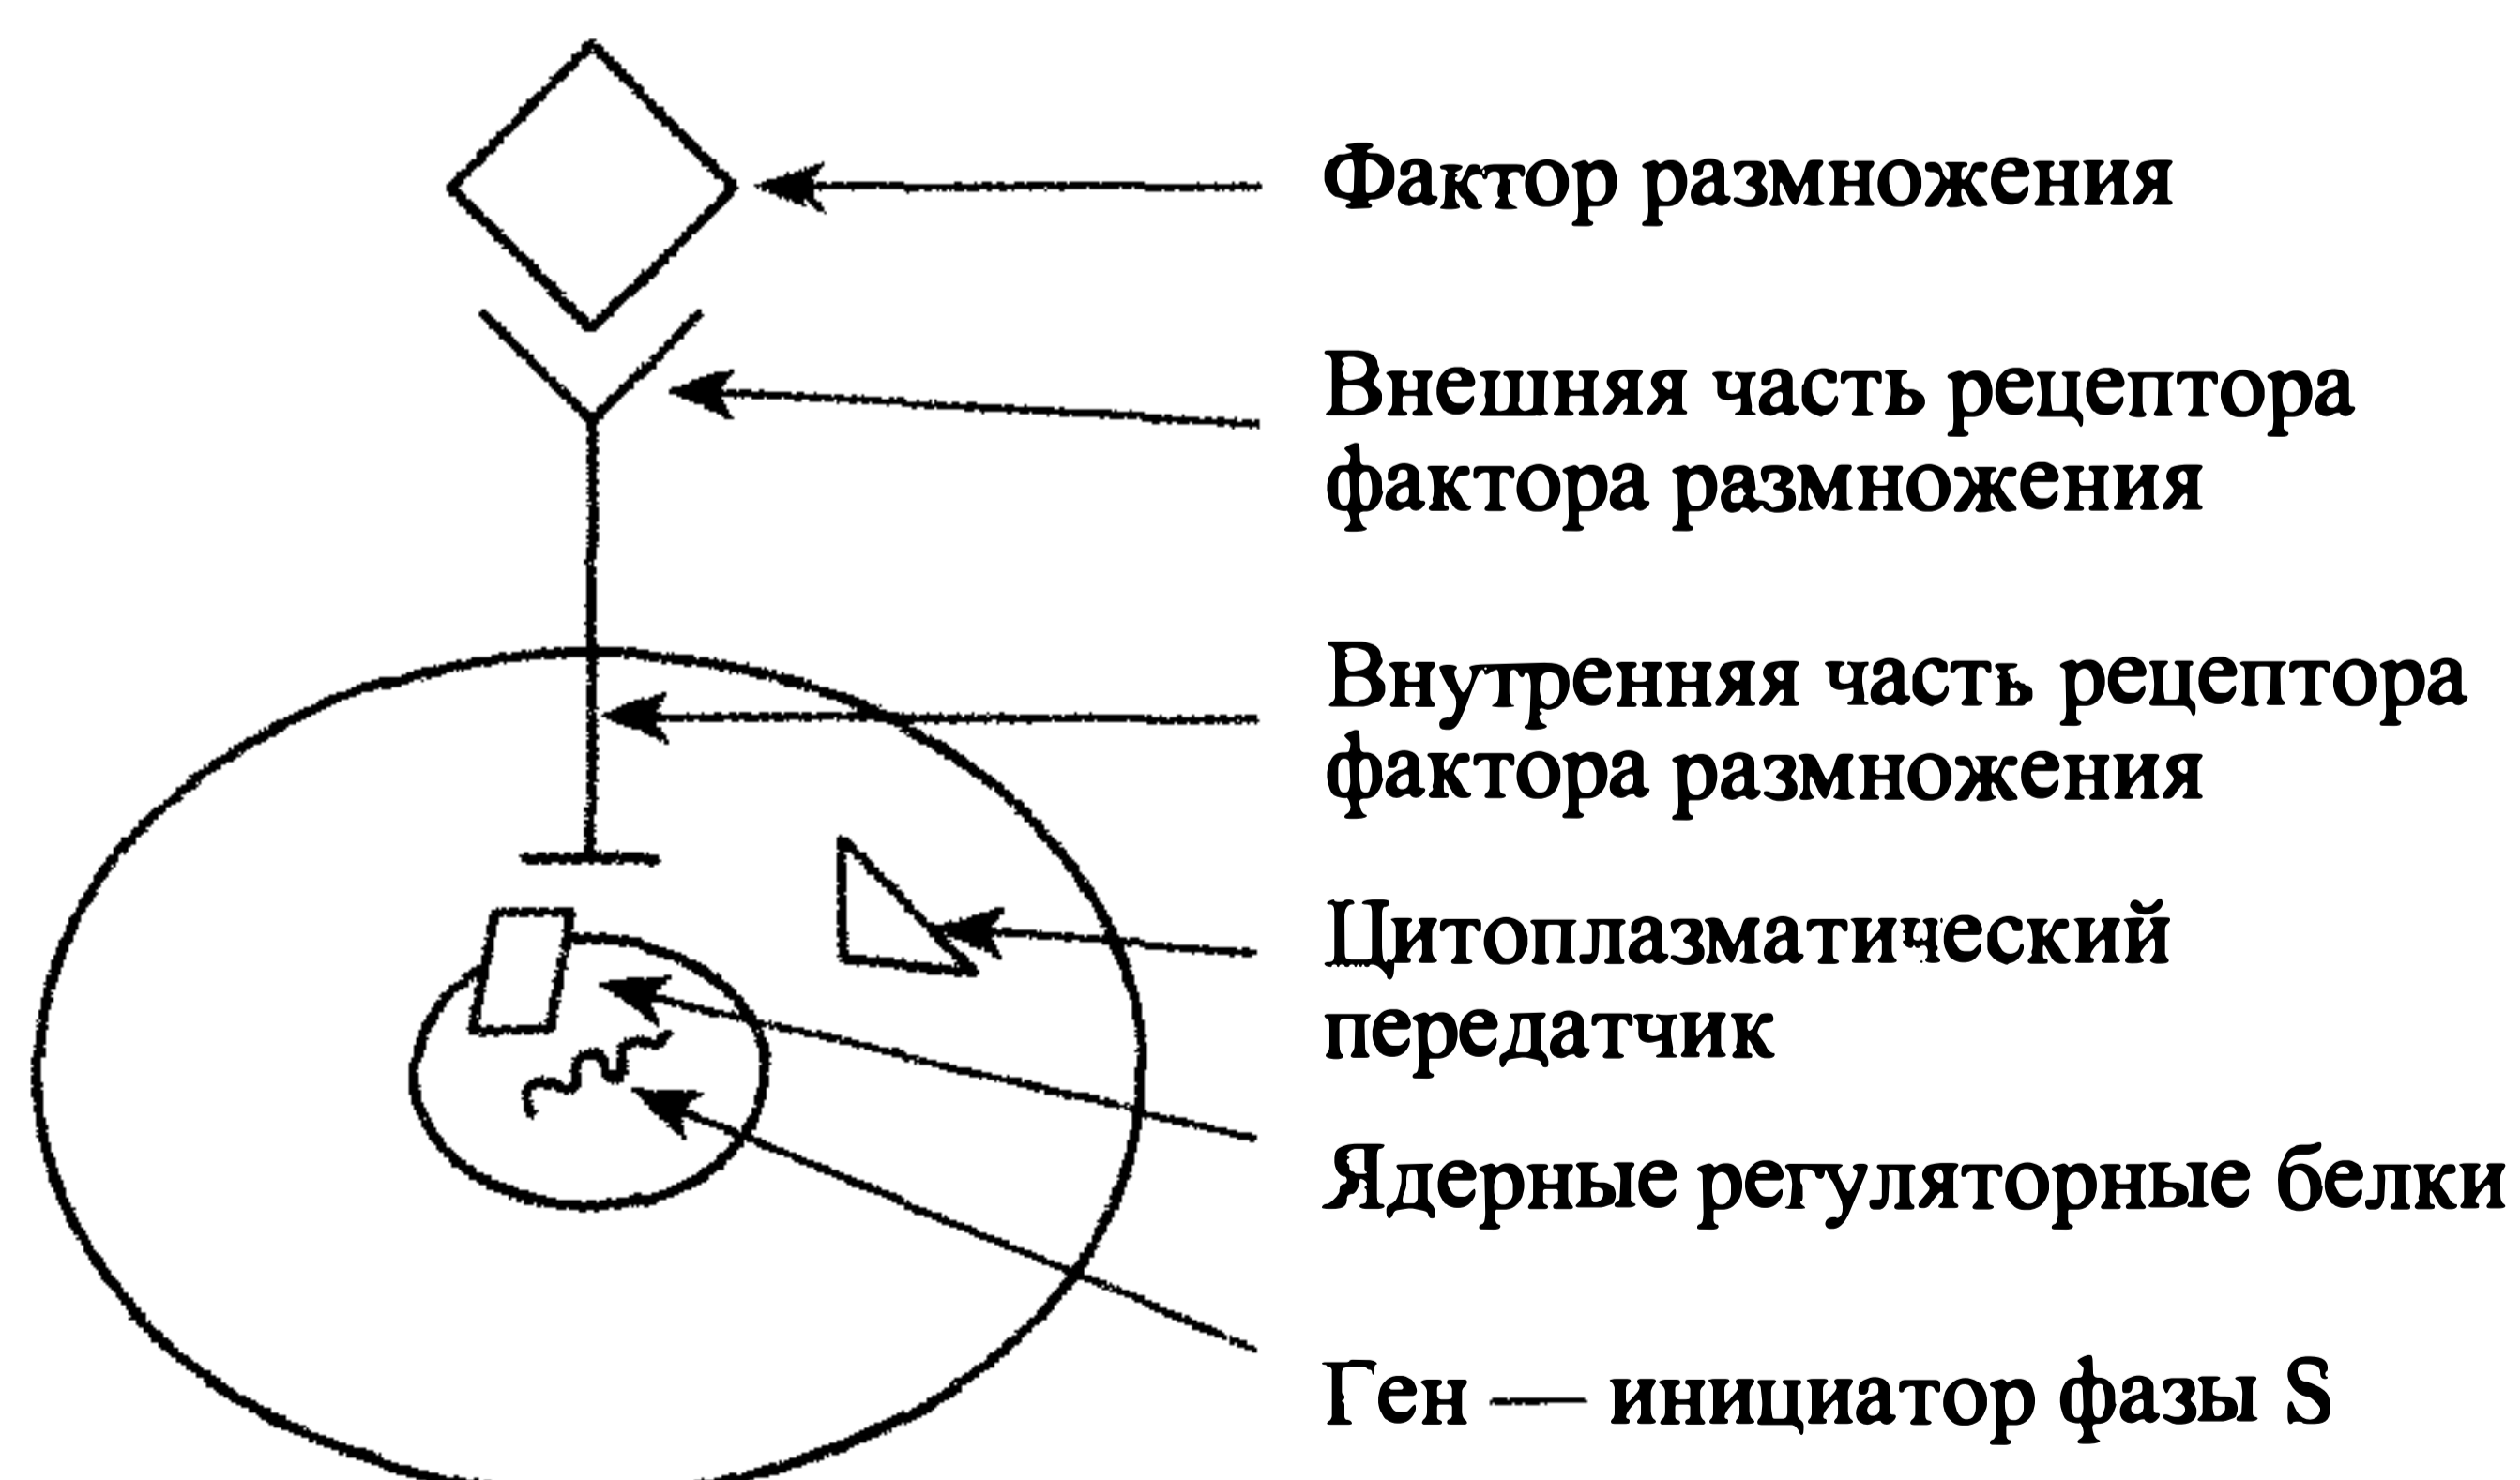 Фактор размножения
Внешняя часть рецептора
фактора размножения
Внутренняя часть рецептора
фактора размножения
Цитоплазматический
передатчик
Ядерные регуляторные белки
Ген — инициатор фазы S